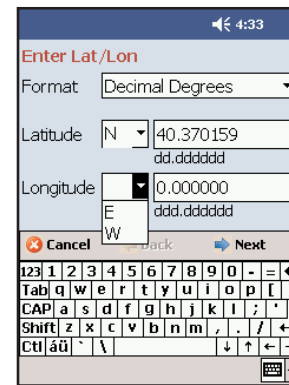 4:33
Enter Lat/Lon
Format Decimal Degrees
Latitude N 40.370159
dd.dddddd
Longitude 0.000000
E ddd.dddddd
W
Cancel Back Next
123 1 2 3 4 5 6 7 8 9 0 - =
Tab q w e r t y u i o p [
CAP a s d f g h j k l ; '
Shift z x c v b n m , . /
Ctl áü ` \